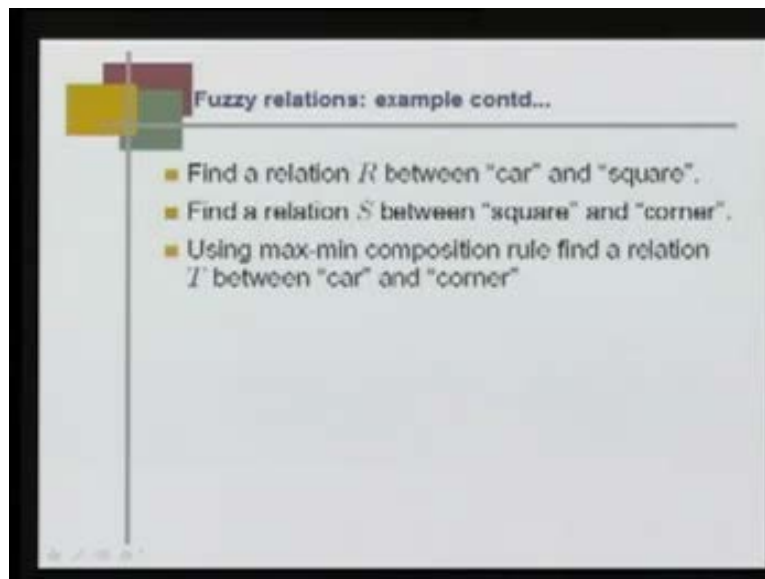 Fuzzy relations: example contd...
Find a relation R between "car" and "square".
Find a relation S between "square" and "corner".
Using max-min composition rule find a relation
T between "car" and "corner"